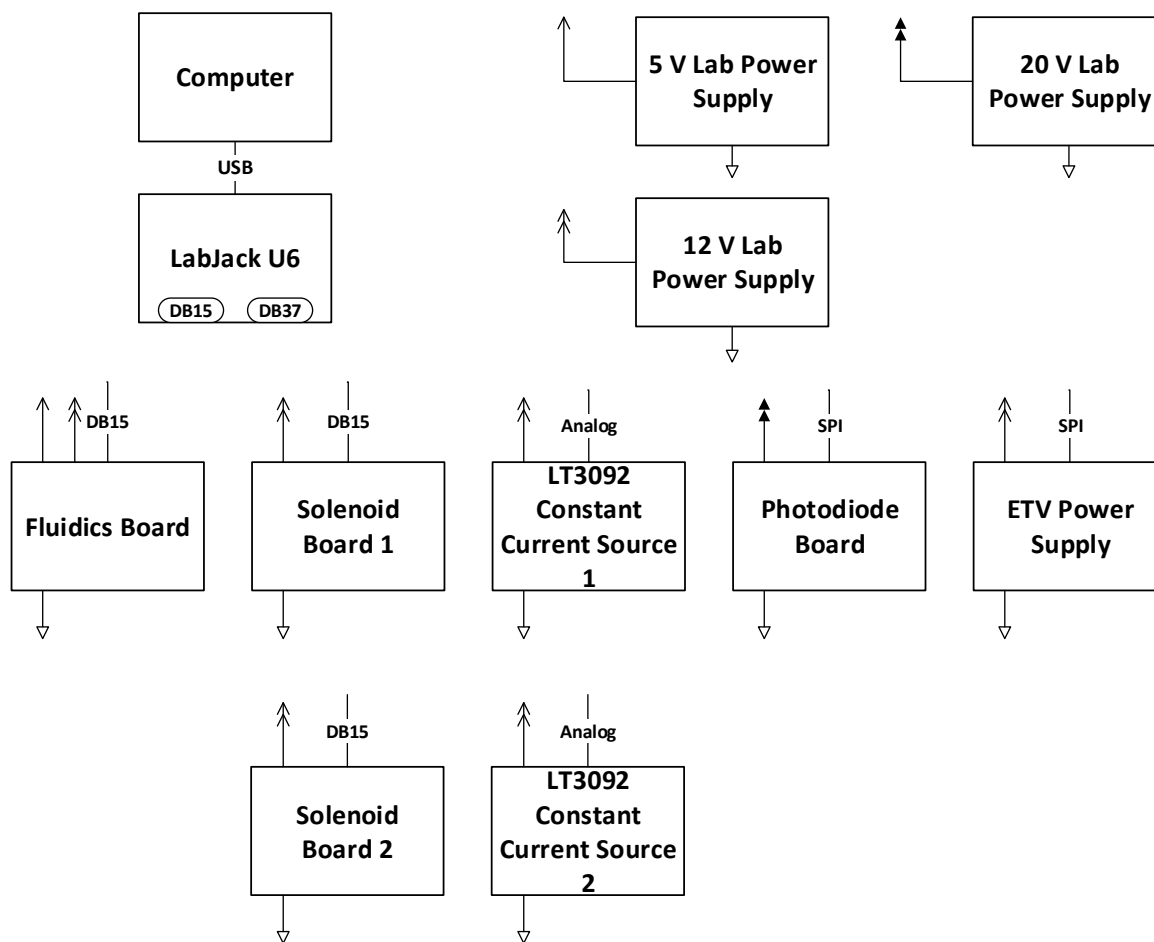 Computer
5 V Lab Power
Supply
20 V Lab
Power Supply
USB
LabJack U6
DB15
DB37
12 V Lab
Power Supply
DB15
DB15
Analog
SPI
SPI
Fluidics Board
Solenoid
Board 1
LT3092
Constant
Current Source
1
Photodiode
Board
ETV Power
Supply
DB15
Analog
Solenoid
Board 2
LT3092
Constant
Current Source
2